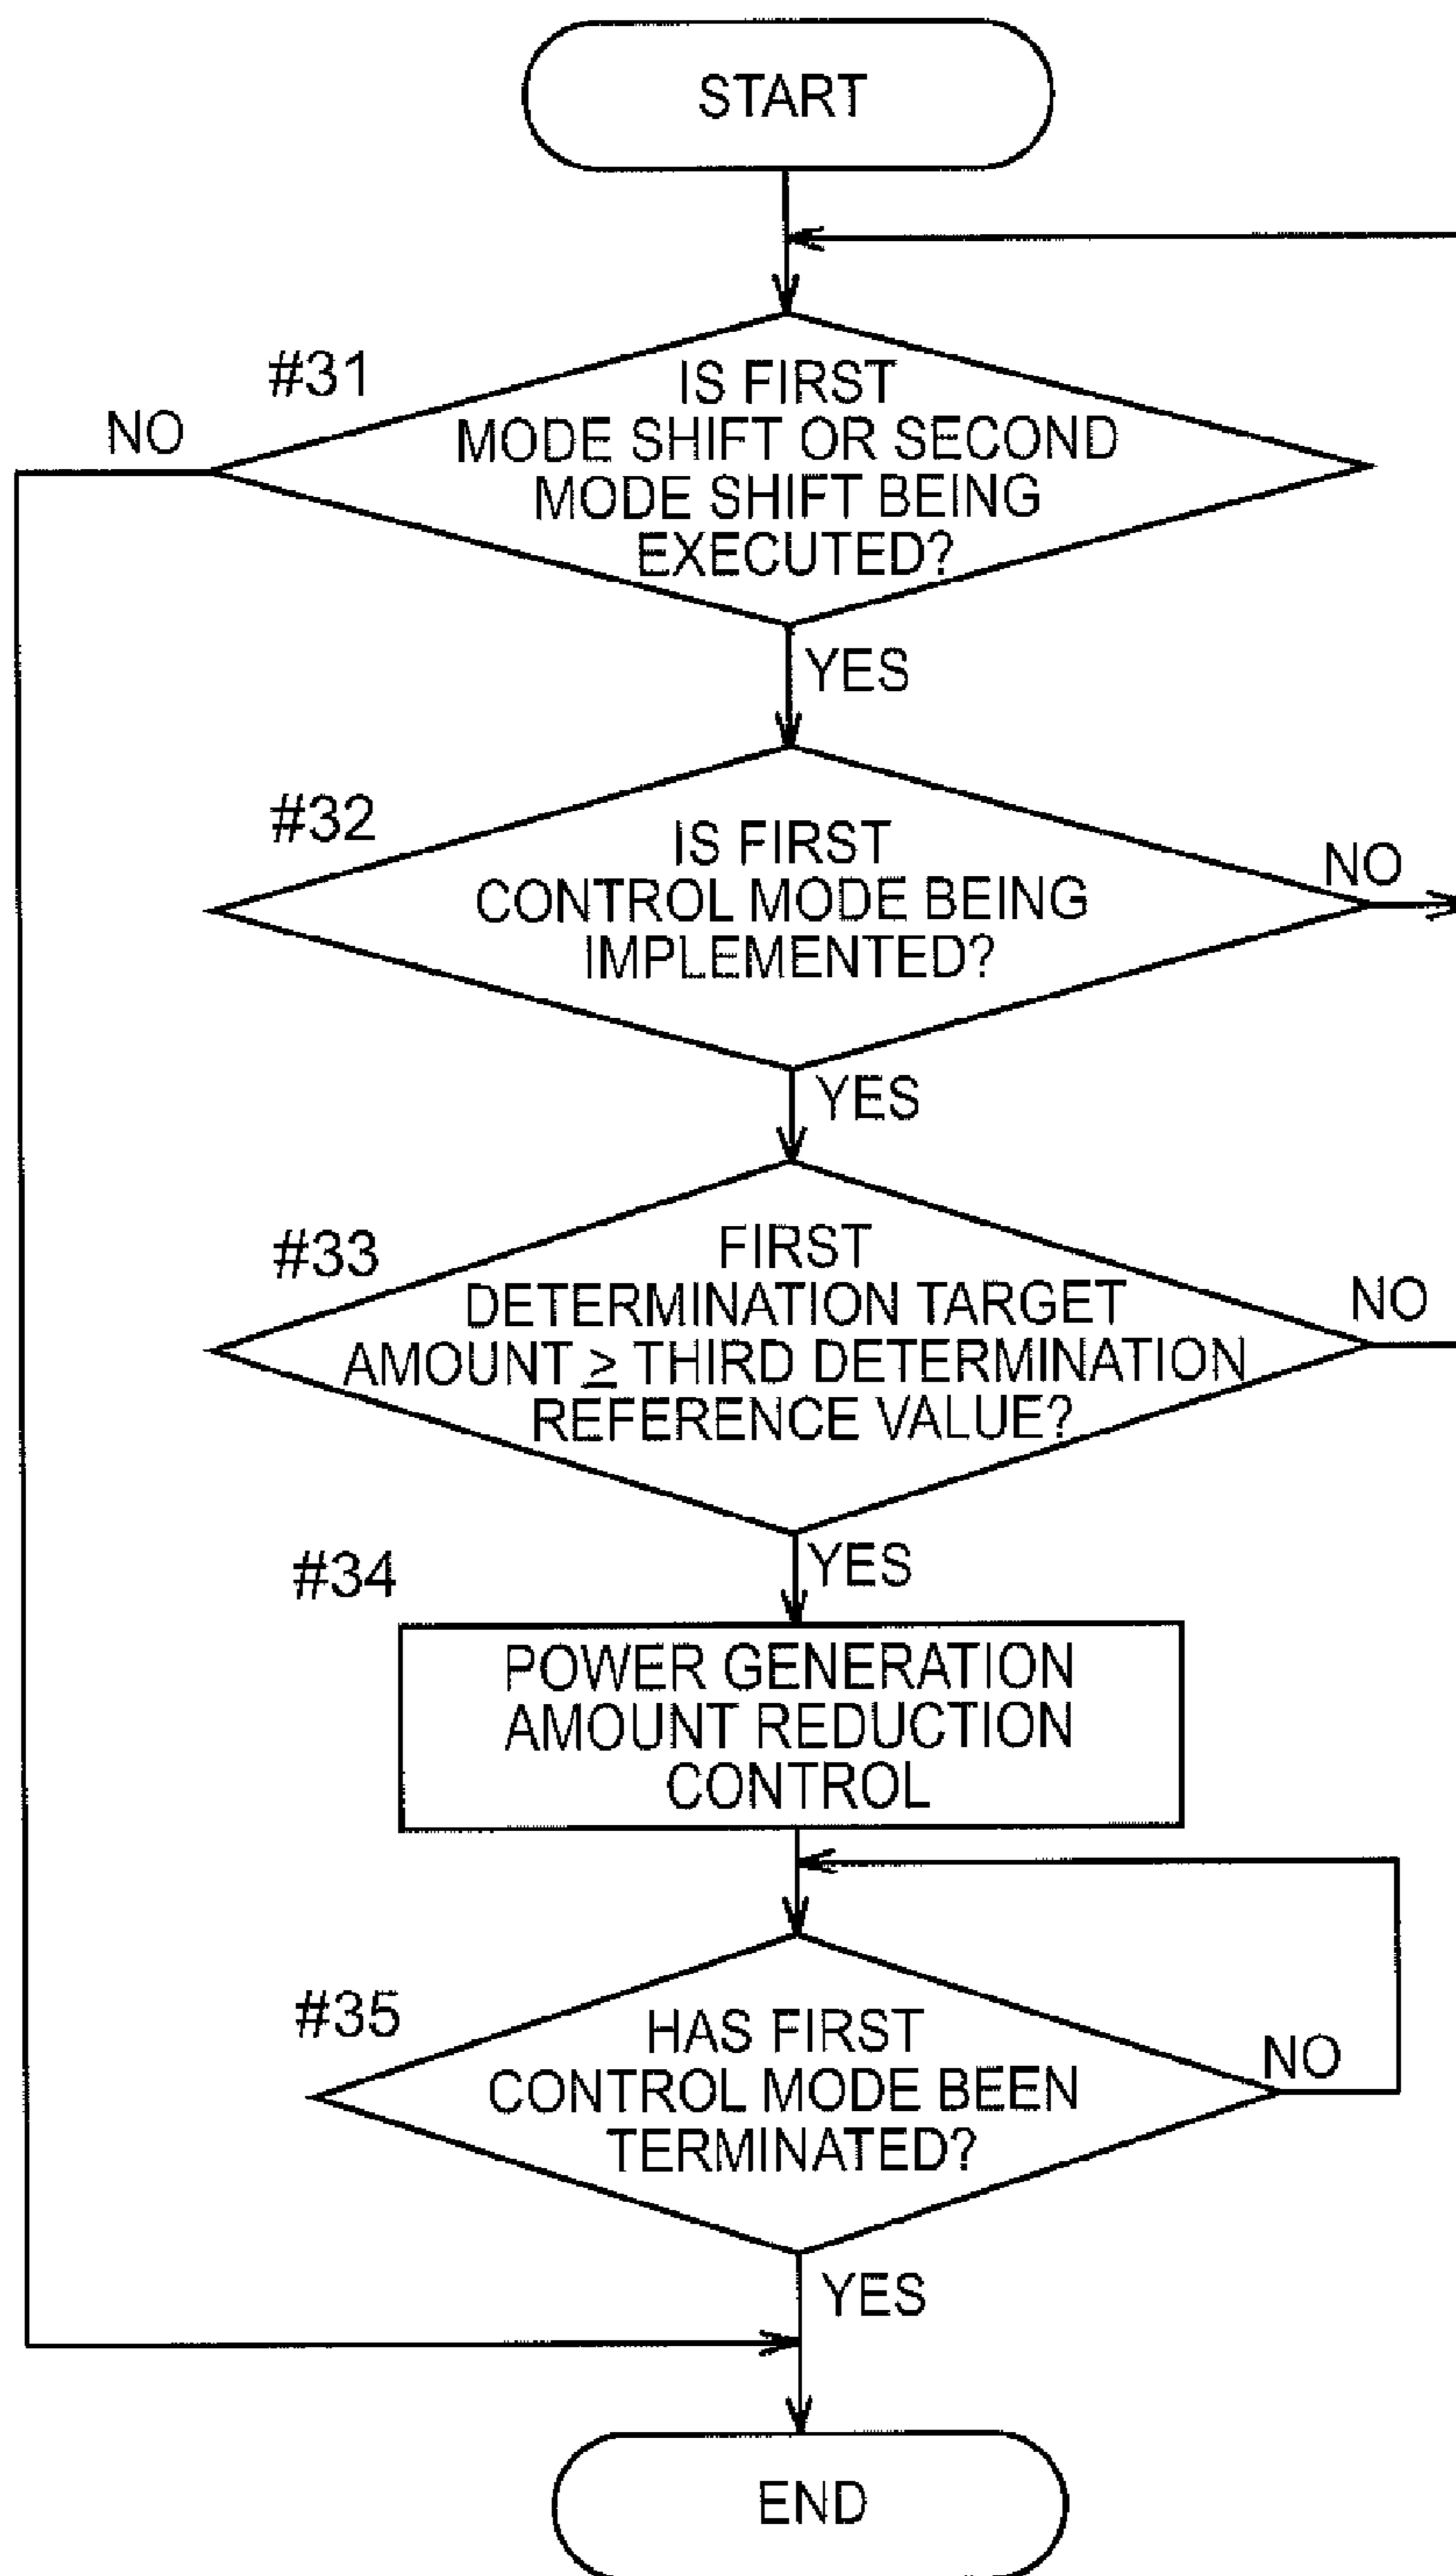 START
#31
NO
IS FIRST
MODE SHIFT OR SECOND
MODE SHIFT BEING
EXECUTED?
YES
#32
IS FIRST
CONTROL MODE BEING
IMPLEMENTED?
NO
YES
#33
FIRST
DETERMINATION TARGET
AMOUNT ≥ THIRD DETERMINATION
REFERENCE VALUE?
NO
YES
#34
POWER GENERATION
AMOUNT REDUCTION
CONTROL
#35
HAS FIRST
CONTROL MODE BEEN
TERMINATED?
NO
YES
END